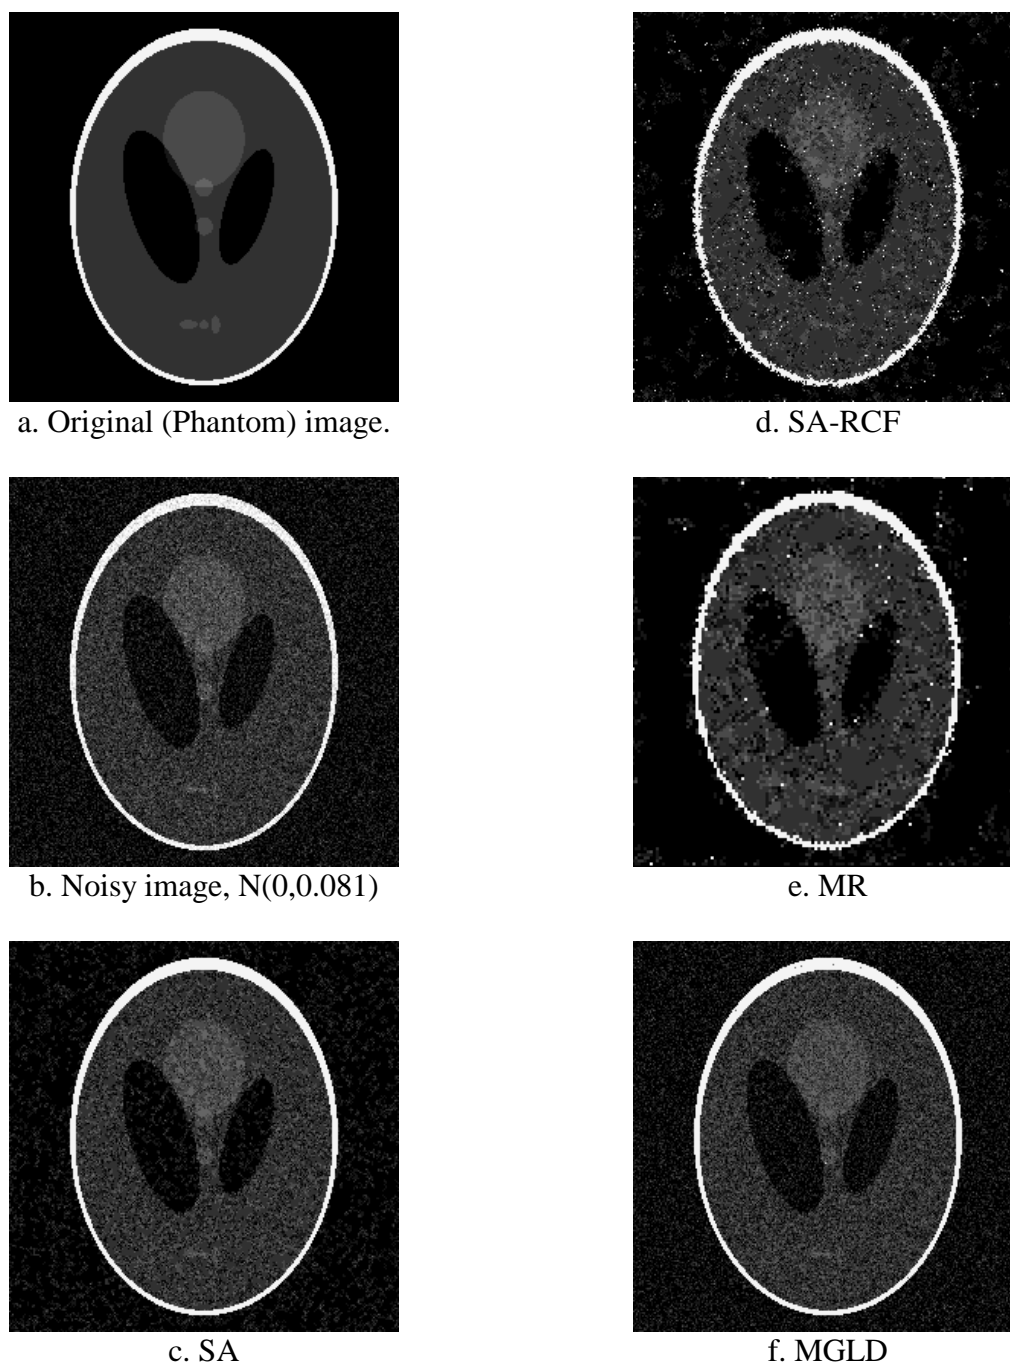 a. Original (Phantom) image.
d. SA-RCF
b. Noisy image, N(0,0.081)
e. MR
c. SA
f. MGLD